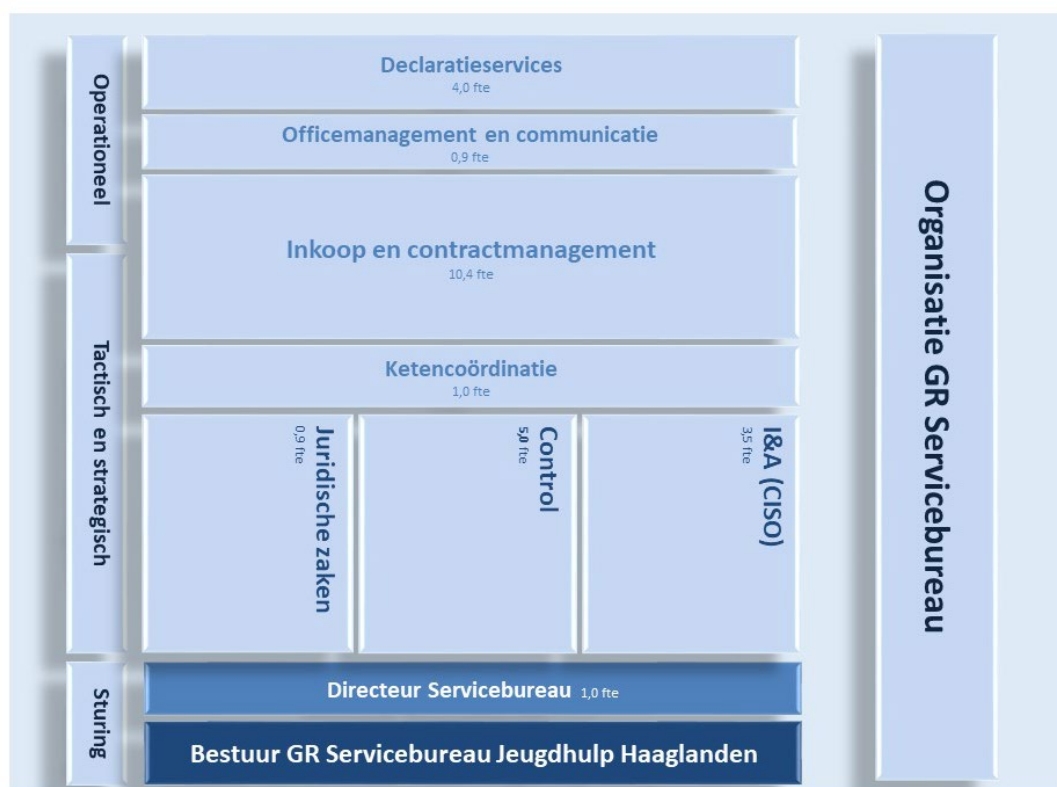 Operationeel
Declaratieservices
4,0 fte
Officemanagement en communicatie
0,9 fte
Inkoop en contractmanagement
10,4 fte
Tactisch en strategisch
Ketencoördinatie
1,0 fte
Juridische zaken
0,9 fte
Control
5,0 fte
I&A (CISO)
3,5 fte
Sturing
Directeur Servicebureau 1,0 fte
Bestuur GR Servicebureau Jeugdhulp Haaglanden
Organisatie GR Servicebureau